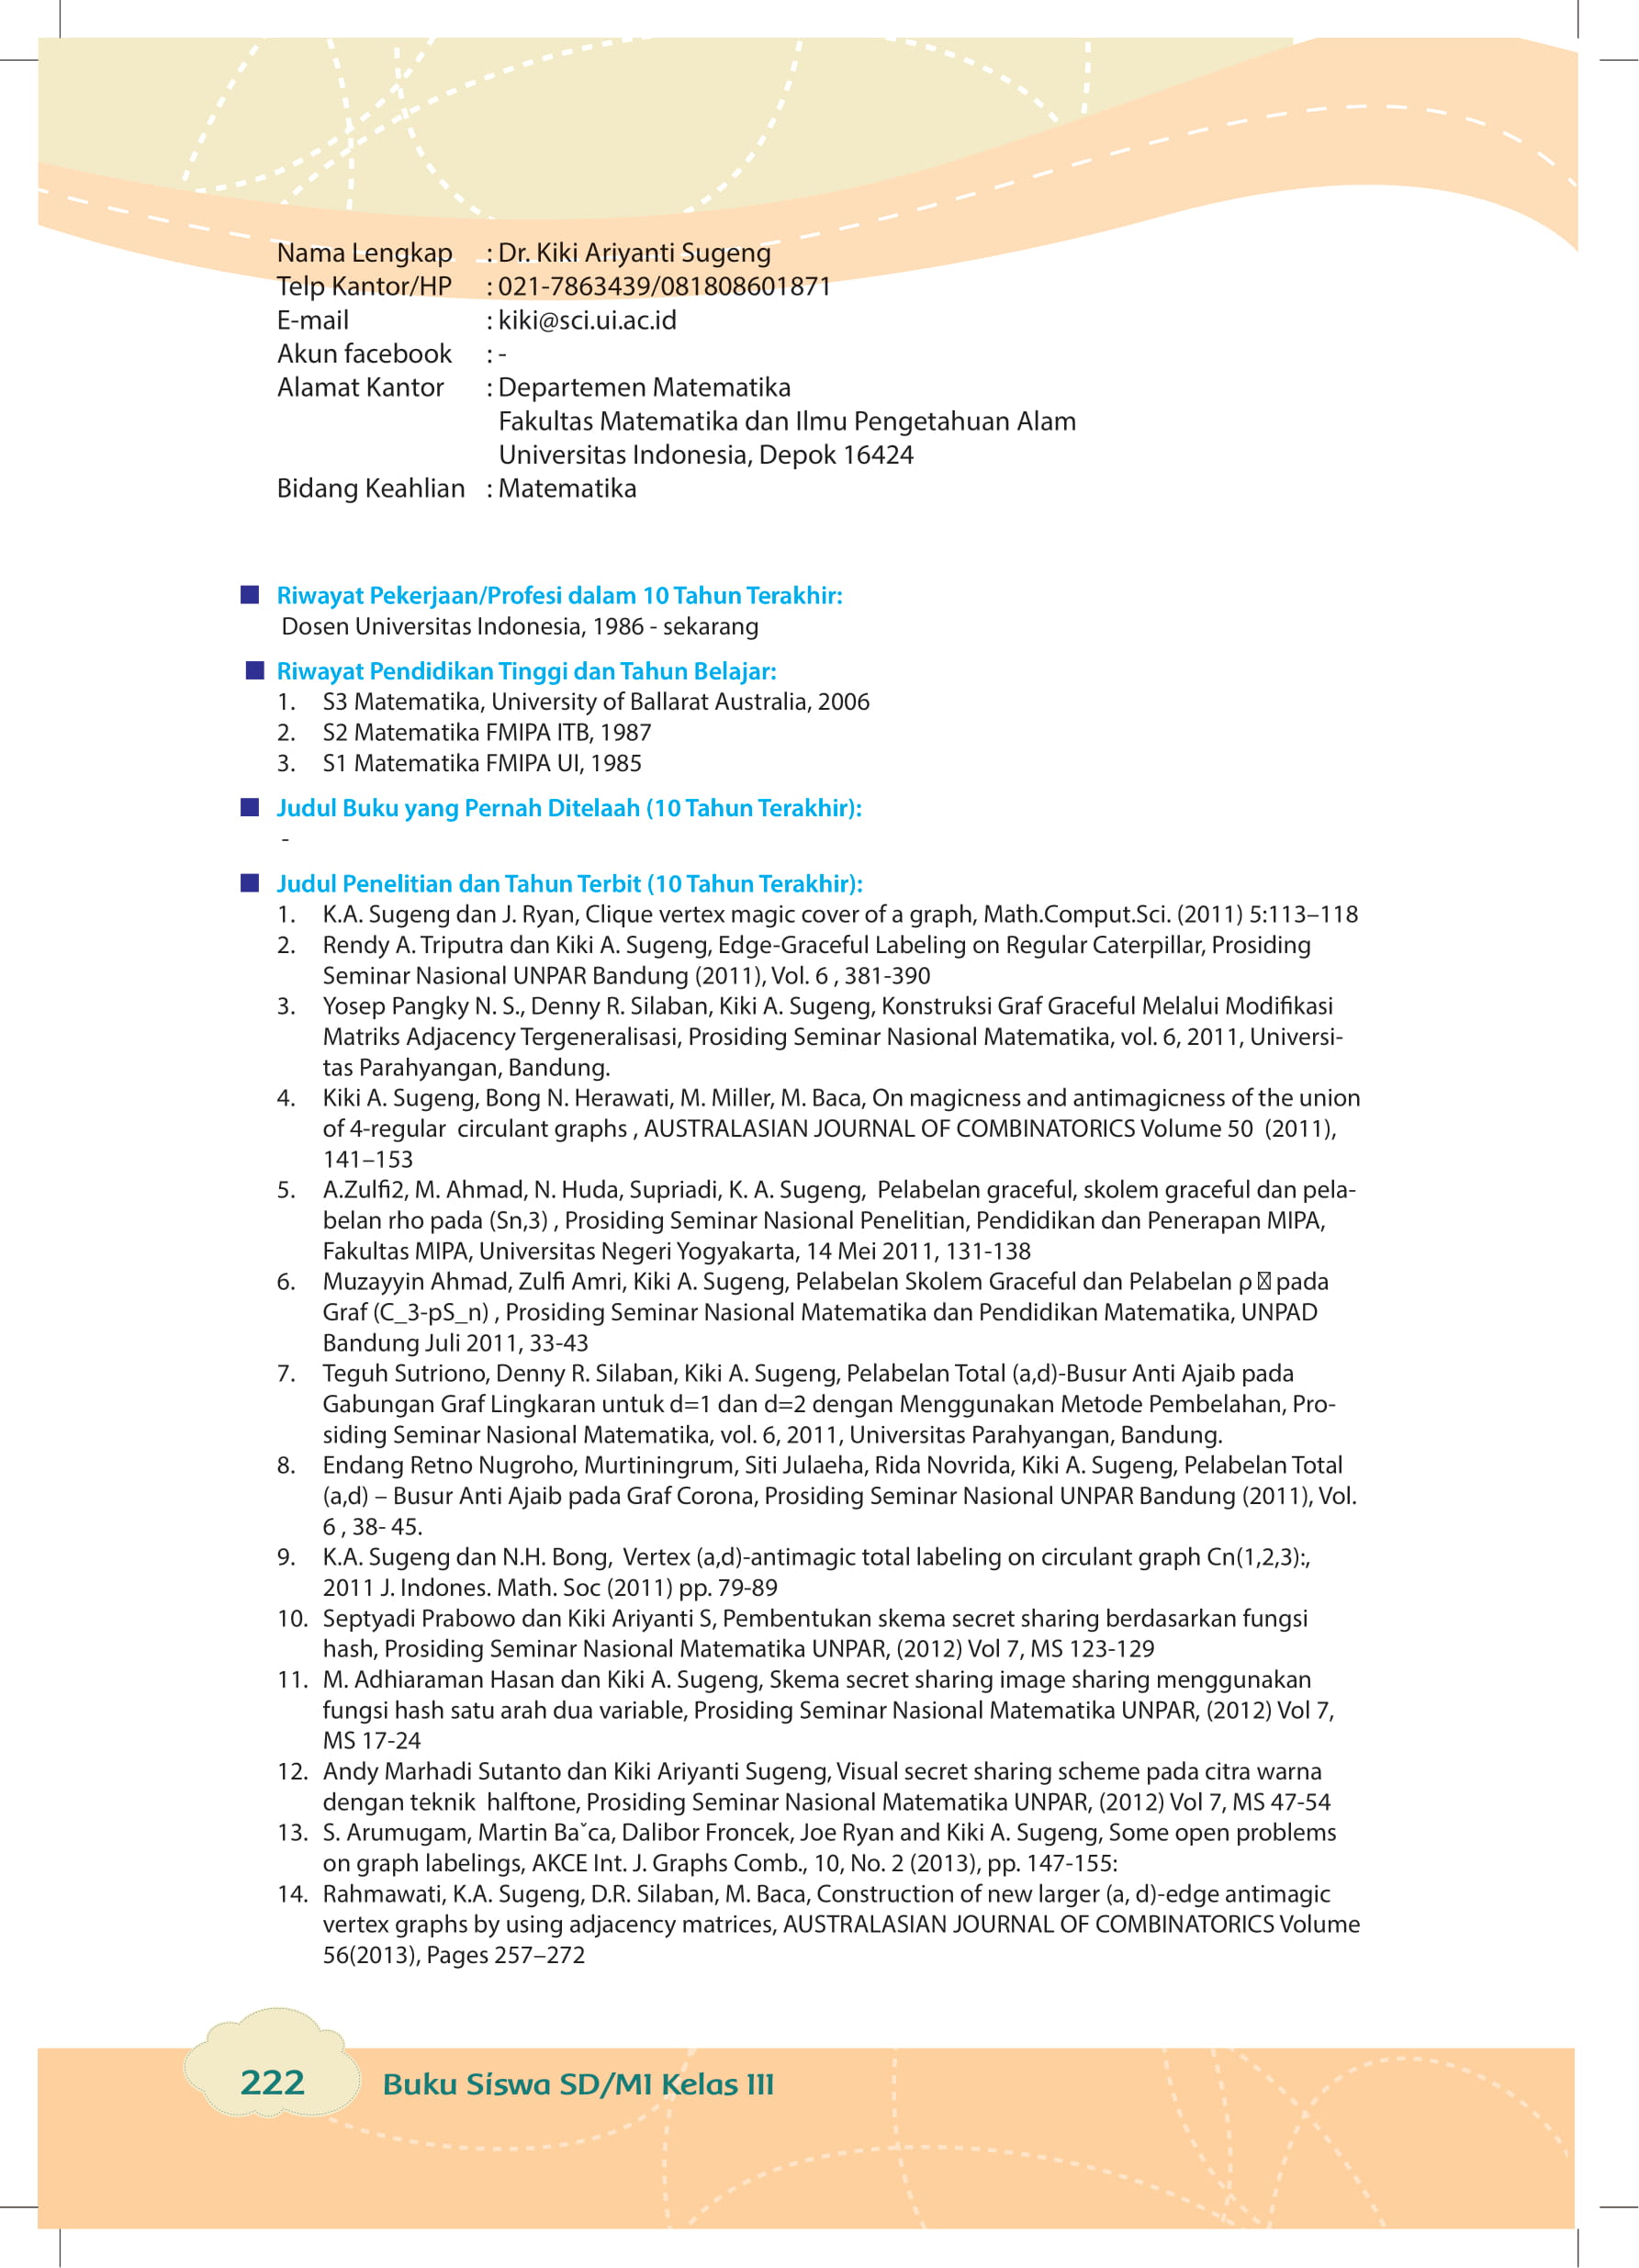 Nama Lengkap : Dr. Kiki Ariyanti Sugeng
Telp Kantor/HP : 021-7863439/081808601871
E-mail : kiki@sci.ui.ac.id
Akun facebook : -
Alamat Kantor : Departemen Matematika
Fakultas Matematika dan Ilmu Pengetahuan Alam
Universitas Indonesia, Depok 16424
Bidang Keahlian : Matematika
■ Riwayat Pekerjaan/Profesi dalam 10 Tahun Terakhir:
Dosen Universitas Indonesia, 1986 - sekarang
■ Riwayat Pendidikan Tinggi dan Tahun Belajar:
1. S3 Matematika, University of Ballarat Australia, 2006
2. S2 Matematika FMIPA ITB, 1987
3. S1 Matematika FMIPA UI, 1985
■ Judul Buku yang Pernah Ditelaah (10 Tahun Terakhir):
-
■ Judul Penelitian dan Tahun Terbit (10 Tahun Terakhir):
1. K.A. Sugeng dan J. Ryan, Clique vertex magic cover of a graph, Math.Comput.Sci. (2011) 5:113–118
2. Rendy A. Triputra dan Kiki A. Sugeng, Edge-Graceful Labeling on Regular Caterpillar, Prosiding
Seminar Nasional UNPAR Bandung (2011), Vol. 6 , 381-390
3. Yosep Pangky N. S., Denny R. Silaban, Kiki A. Sugeng, Konstruksi Graf Graceful Melalui Modifikasi
Matriks Adjacency Tergeneralisasi, Prosiding Seminar Nasional Matematika, vol. 6, 2011, Universi-
tas Parahyangan, Bandung.
4. Kiki A. Sugeng, Bong N. Herawati, M. Miller, M. Baca, On magicness and antimagicness of the union
of 4-regular circulant graphs , AUSTRALASIAN JOURNAL OF COMBINATORICS Volume 50 (2011),
141–153
5. A.Zulfi2, M. Ahmad, N. Huda, Supriadi, K. A. Sugeng, Pelabelan graceful, skolem graceful dan pela-
belan rho pada (Sn,3) , Prosiding Seminar Nasional Penelitian, Pendidikan dan Penerapan MIPA,
Fakultas MIPA, Universitas Negeri Yogyakarta, 14 Mei 2011, 131-138
6. Muzayyin Ahmad, Zulfi Amri, Kiki A. Sugeng, Pelabelan Skolem Graceful dan Pelabelan ρ pada
Graf (C_3-pS_n) , Prosiding Seminar Nasional Matematika dan Pendidikan Matematika, UNPAD
Bandung Juli 2011, 33-43
7. Teguh Sutriono, Denny R. Silaban, Kiki A. Sugeng, Pelabelan Total (a,d)-Busur Anti Ajaib pada
Gabungan Graf Lingkaran untuk d=1 dan d=2 dengan Menggunakan Metode Pembelahan, Pro-
siding Seminar Nasional Matematika, vol. 6, 2011, Universitas Parahyangan, Bandung.
8. Endang Retno Nugroho, Murtiningrum, Siti Julaeha, Rida Novrida, Kiki A. Sugeng, Pelabelan Total
(a,d) – Busur Anti Ajaib pada Graf Corona, Prosiding Seminar Nasional UNPAR Bandung (2011), Vol.
6 , 38- 45.
9. K.A. Sugeng dan N.H. Bong, Vertex (a,d)-antimagic total labeling on circulant graph Cn(1,2,3):,
2011 J. Indones. Math. Soc (2011) pp. 79-89
10. Septyadi Prabowo dan Kiki Ariyanti S, Pembentukan skema secret sharing berdasarkan fungsi
hash, Prosiding Seminar Nasional Matematika UNPAR, (2012) Vol 7, MS 123-129
11. M. Adhiaraman Hasan dan Kiki A. Sugeng, Skema secret sharing image sharing menggunakan
fungsi hash satu arah dua variable, Prosiding Seminar Nasional Matematika UNPAR, (2012) Vol 7,
MS 17-24
12. Andy Marhadi Sutanto dan Kiki Ariyanti Sugeng, Visual secret sharing scheme pada citra warna
dengan teknik halftone, Prosiding Seminar Nasional Matematika UNPAR, (2012) Vol 7, MS 47-54
13. S. Arumugam, Martin Baˇca, Dalibor Froncek, Joe Ryan and Kiki A. Sugeng, Some open problems
on graph labelings, AKCE Int. J. Graphs Comb., 10, No. 2 (2013), pp. 147-155:
14. Rahmawati, K.A. Sugeng, D.R. Silaban, M. Baca, Construction of new larger (a, d)-edge antimagic
vertex graphs by using adjacency matrices, AUSTRALASIAN JOURNAL OF COMBINATORICS Volume
56(2013), Pages 257–272
222 Buku Siswa SD/MI Kelas III